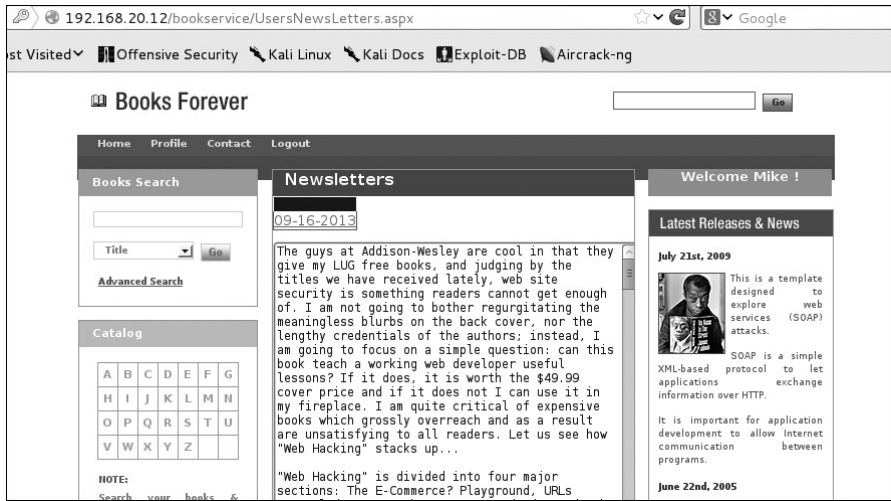 192.168.20.12/bookservice/UsersNewsLetters.aspx
Google
ost Visited
Offensive Security
Kali Linux
Kali Docs
Exploit-DB
Aircrack-ng
Books Forever
Go
Home Profile Contact Logout
Books Search
Title
Go
Advanced Search
Catalog
A B C D E F G
H I J K L M N
O P Q R S T U
V W X Y Z
NOTE:
Search your books &
Newsletters
09-16-2013
The guys at Addison-Wesley are cool in that they
give my LUG free books, and judging by the
titles we have received lately, web site
security is something readers cannot get enough
of. I am not going to bother regurgitating the
meaningless blurbs on the back cover, nor the
lengthy credentials of the authors; instead, I
am going to focus on a simple question: can this
book teach a working web developer useful
lessons? If it does, it is worth the $49.99
cover price and if it does not I can use it in
my fireplace. I am quite critical of expensive
books which grossly overreach and as a result
are unsatisfying to all readers. Let us see how
"Web Hacking" stacks up...
"Web Hacking" is divided into four major
sections: The E-Commerce? Playground, URLs
Welcome Mike !
Latest Releases & News
July 21st, 2009
This is a template
designed to
explore web
services (SOAP)
attacks.
SOAP is a simple
XML-based protocol to let
applications exchange
information over HTTP.
It is important for application
development to allow Internet
communication between
programs.
June 22nd, 2005